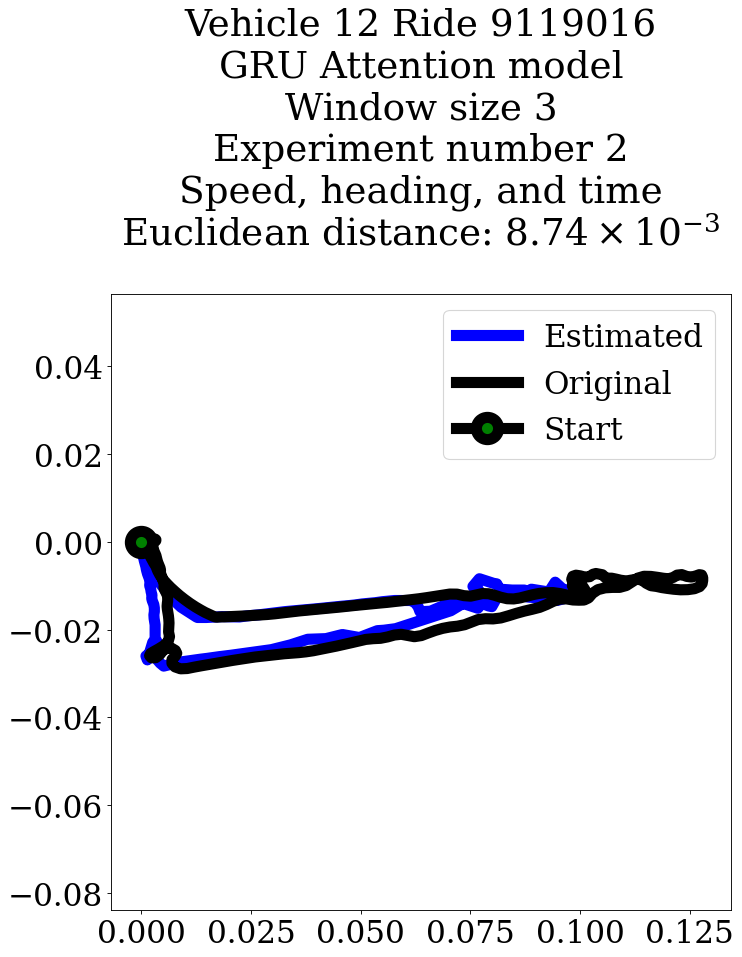 Vehicle 12 Ride 9119016
GRU Attention model
Window size 3
Experiment number 2
Speed, heading, and time
Euclidean distance: 8.74 × 10⁻³
Estimated
Original
Start
0.04
0.02
0.00
−0.02
−0.04
−0.06
−0.08
0.000 0.025 0.050 0.075 0.100 0.125